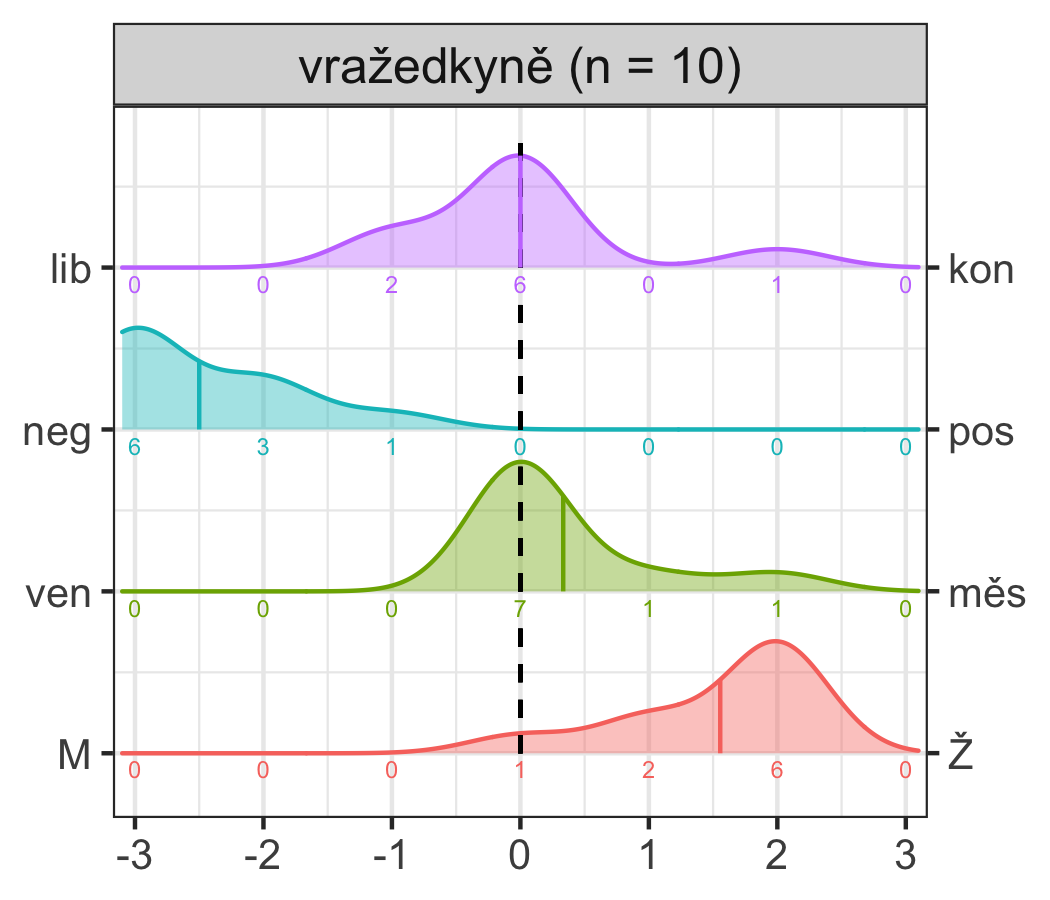 vražedkyně (n = 10)
lib kon
0 0 2 6 0 1 0
neg pos
6 3 1 0 0 0 0
ven měs
0 0 0 7 1 1 0
M Ž
0 0 0 1 2 6 0
-3 -2 -1 0 1 2 3